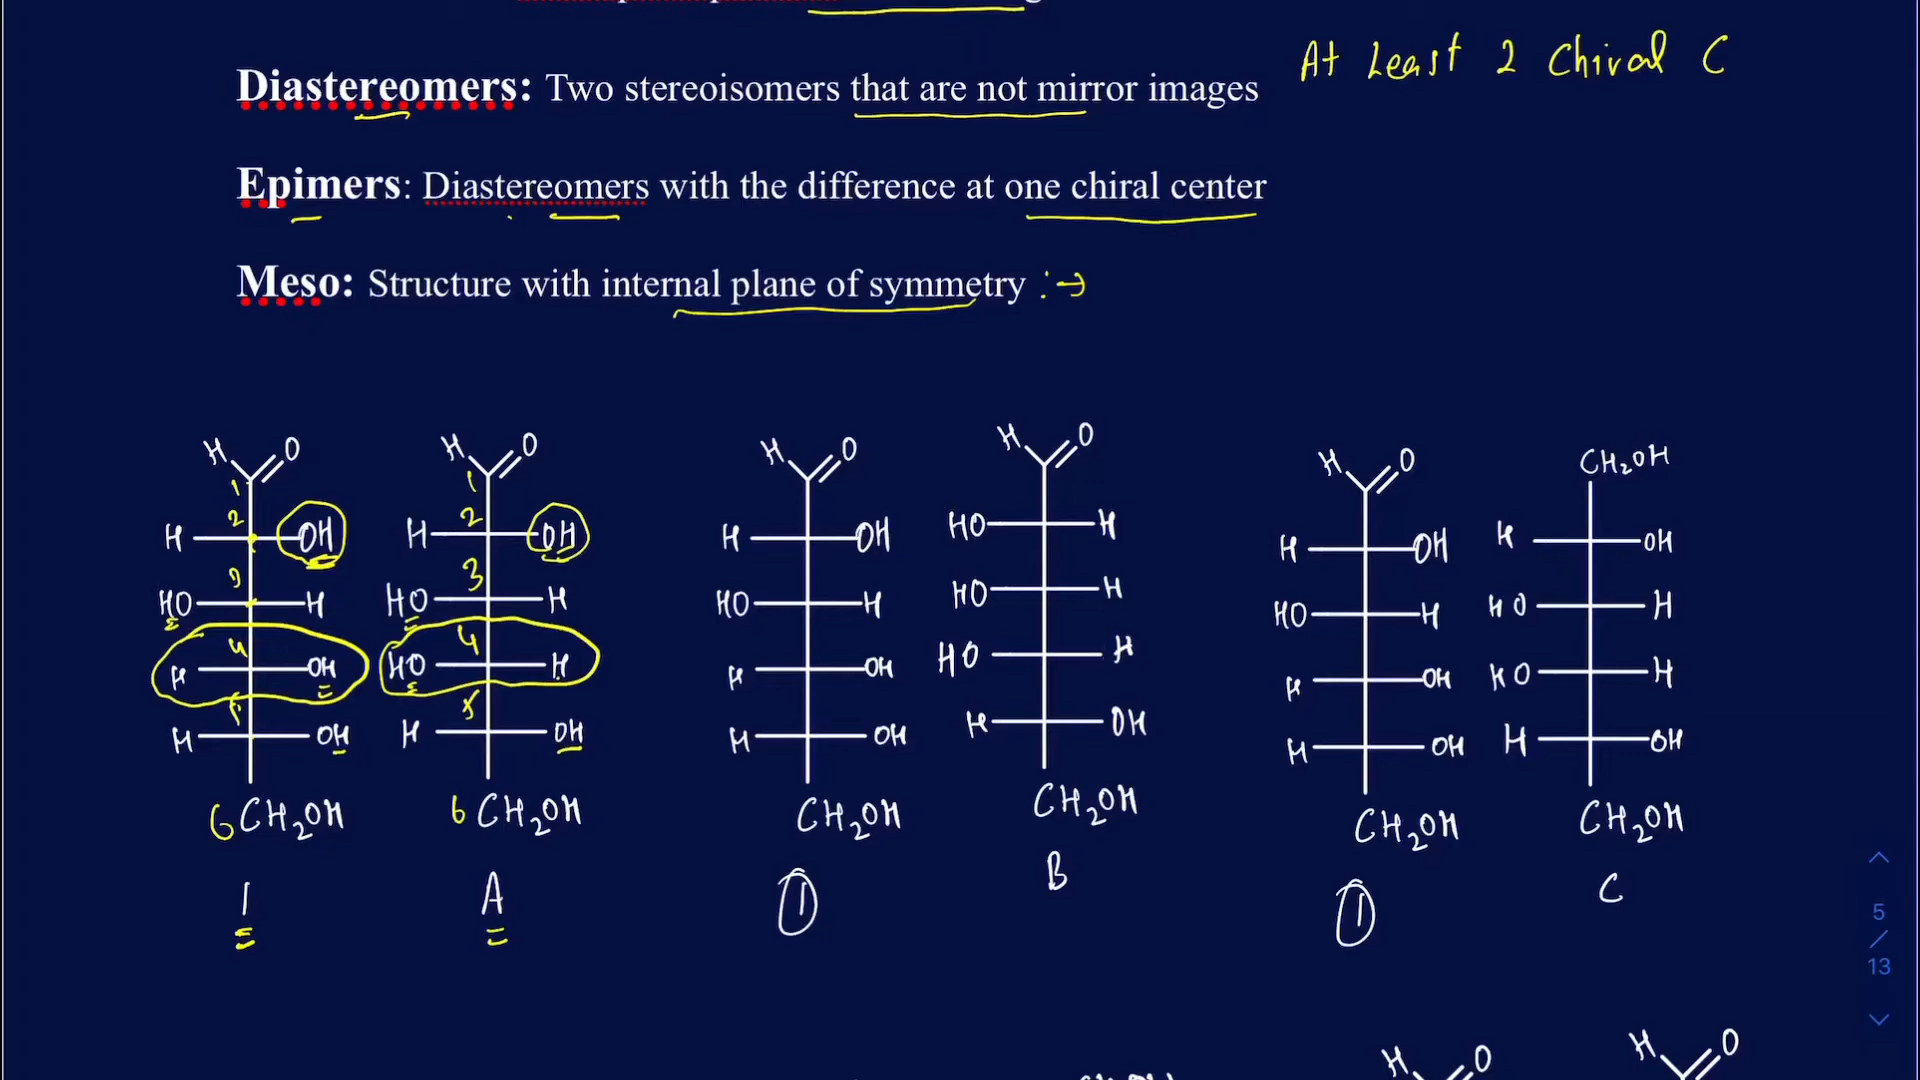 Diastereomers: Two stereoisomers that are not mirror images At Least 2 Chiral C
Epimers: Diastereomers with the difference at one chiral center
Meso: Structure with internal plane of symmetry :→
H O
1
2
H OH
3
HO H
4
H OH
5
H OH
6 CH2OH
1
H O
1
2
H OH
3
HO H
4
HO H
5
H OH
6 CH2OH
A
H O
H OH
HO H
H OH
H OH
CH2OH
1
H O
HO H
HO H
HO H
H OH
CH2OH
B
H O
H OH
HO H
H OH
H OH
CH2OH
1
CH2OH
H OH
HO H
HO H
H OH
CH2OH
C
5
/
13
H O
H O